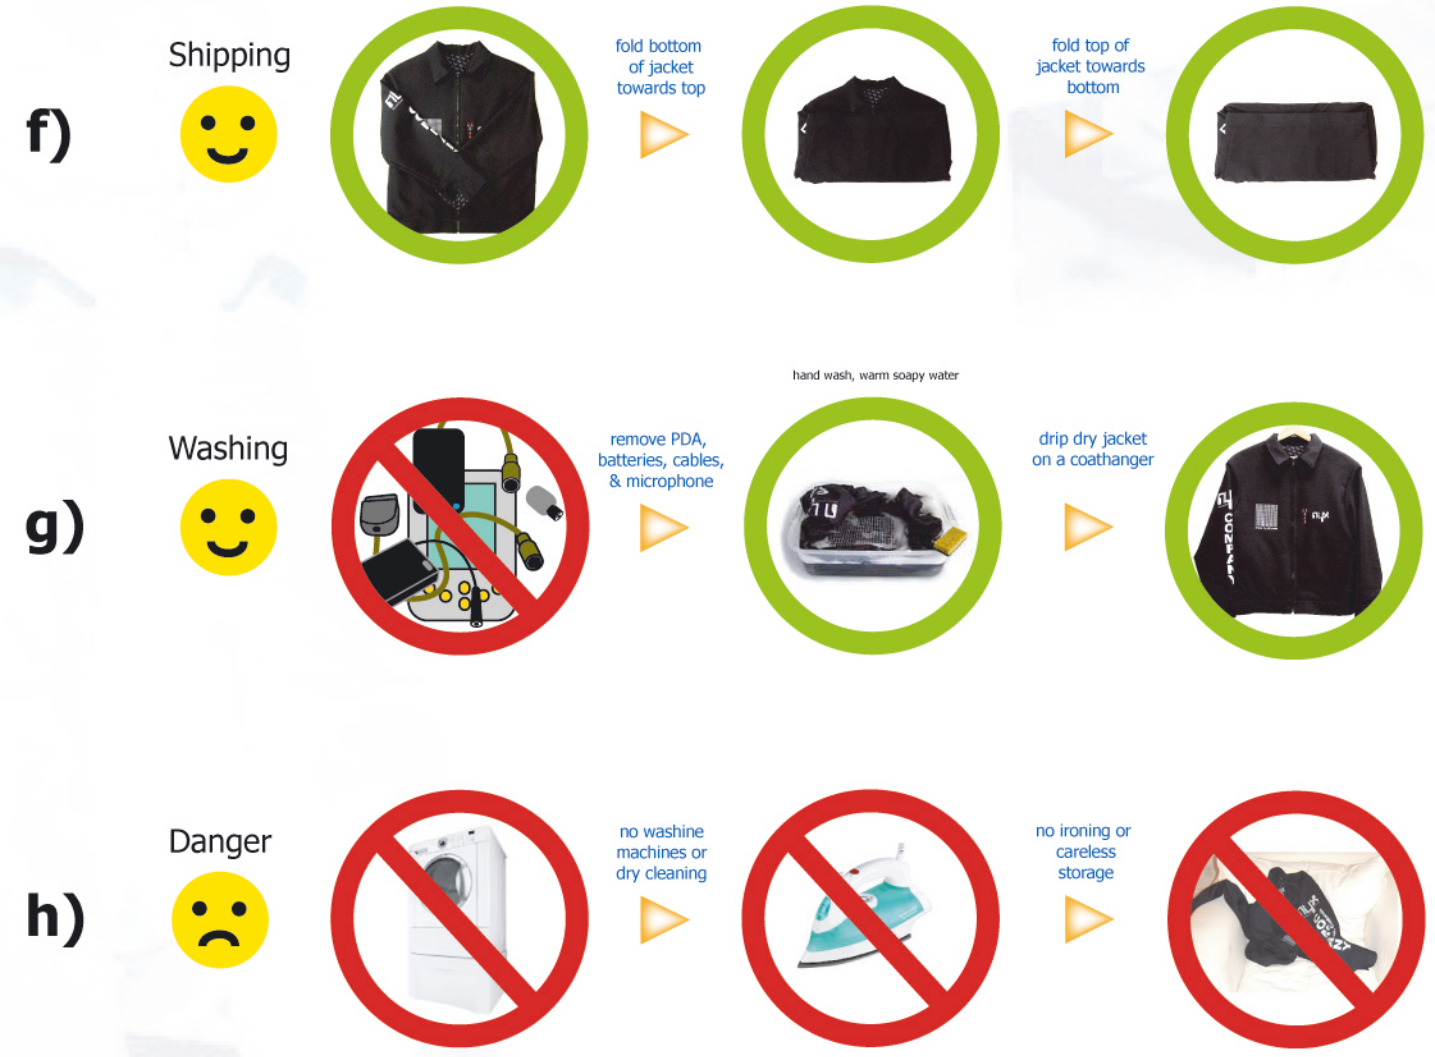 f)
Shipping
fold bottom
of jacket
towards top
fold top of
jacket towards
bottom
g)
Washing
remove PDA,
batteries, cables,
& microphone
hand wash, warm soapy water
drip dry jacket
on a coathanger
COMPANY
h)
Danger
no washine
machines or
dry cleaning
no ironing or
careless
storage